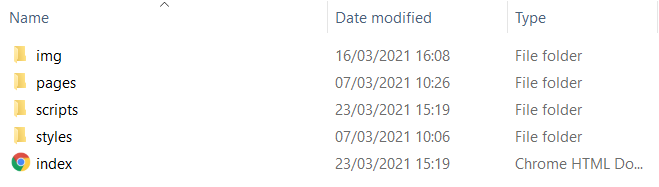 Name Date modified Type
img 16/03/2021 16:08 File folder
pages 07/03/2021 10:26 File folder
scripts 23/03/2021 15:19 File folder
styles 07/03/2021 10:06 File folder
index 23/03/2021 15:19 Chrome HTML Do...